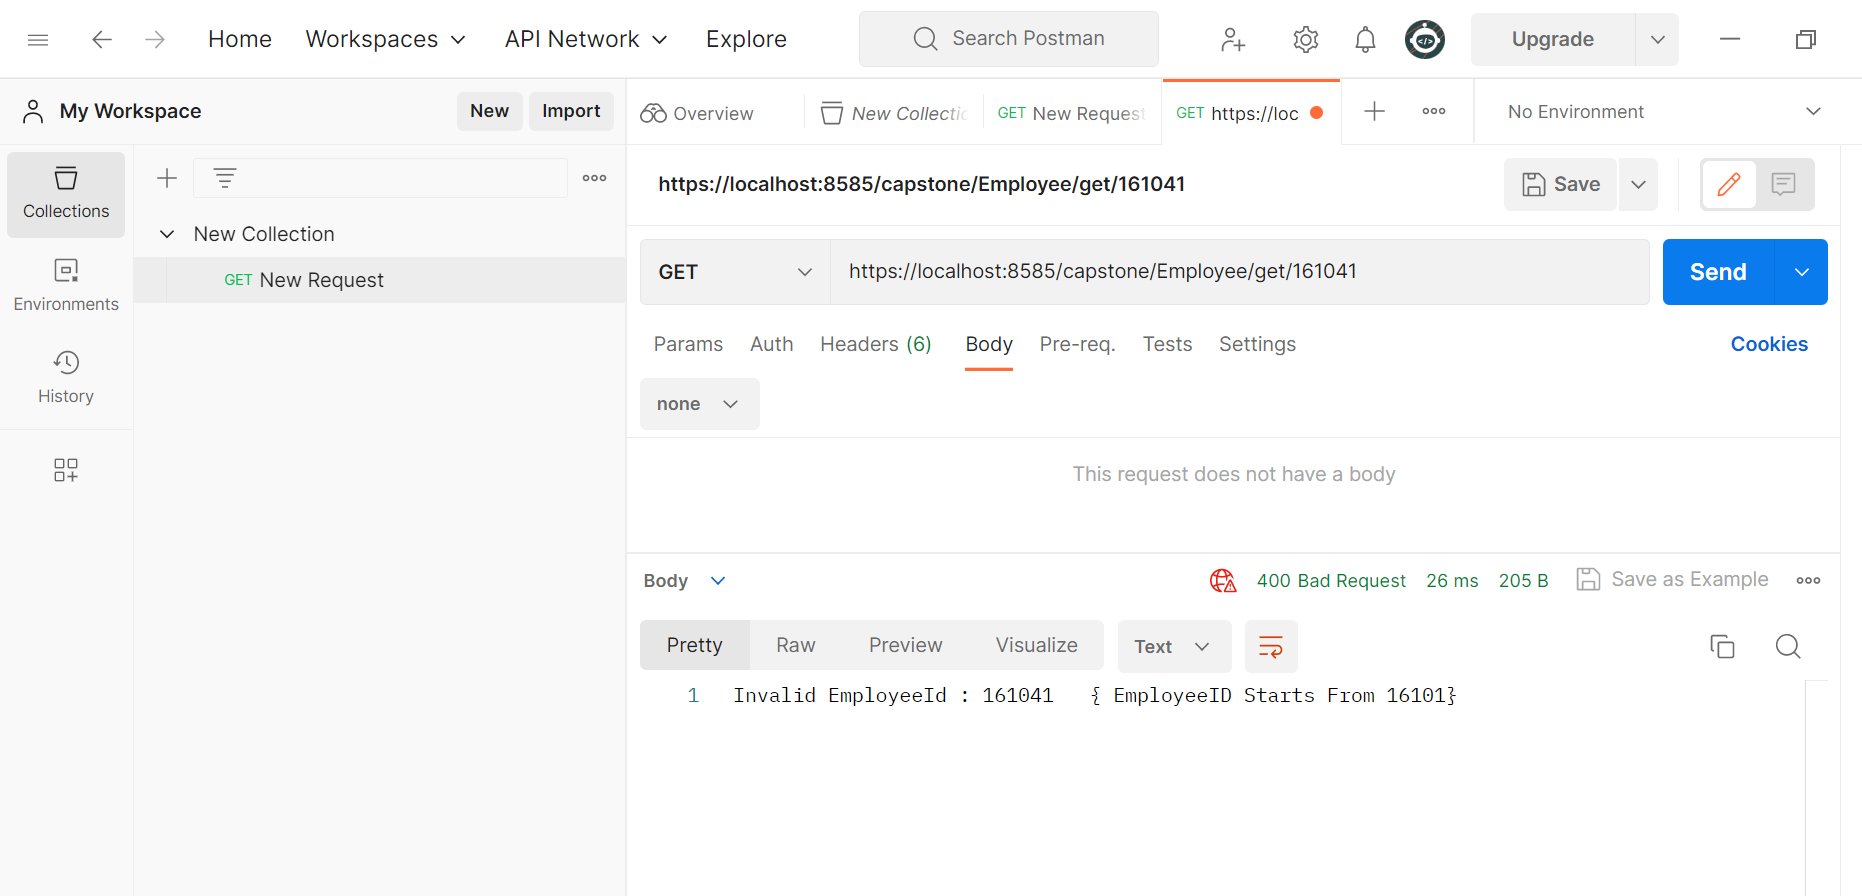 Home Workspaces API Network Explore Search Postman Upgrade
My Workspace New Import
Overview New Collectic GET New Request GET https://loc No Environment
Collections
Environments
History
New Collection
GET New Request
https://localhost:8585/capstone/Employee/get/161041 Save
GET https://localhost:8585/capstone/Employee/get/161041 Send
Params Auth Headers (6) Body Pre-req. Tests Settings Cookies
none
This request does not have a body
Body 400 Bad Request 26 ms 205 B Save as Example
Pretty Raw Preview Visualize Text
1 Invalid EmployeeId : 161041 { EmployeeID Starts From 16101}